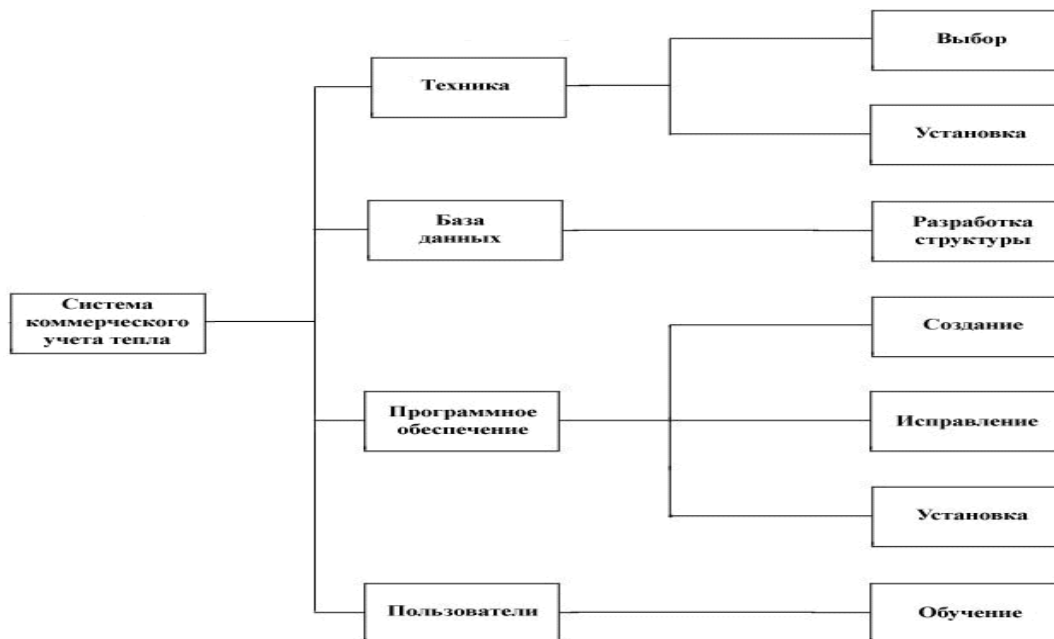 Выбор
Техника
Установка
База
данных
Разработка
структуры
Система
коммерческого
учета тепла
Создание
Программное
обеспечение
Исправление
Установка
Пользователи
Обучение